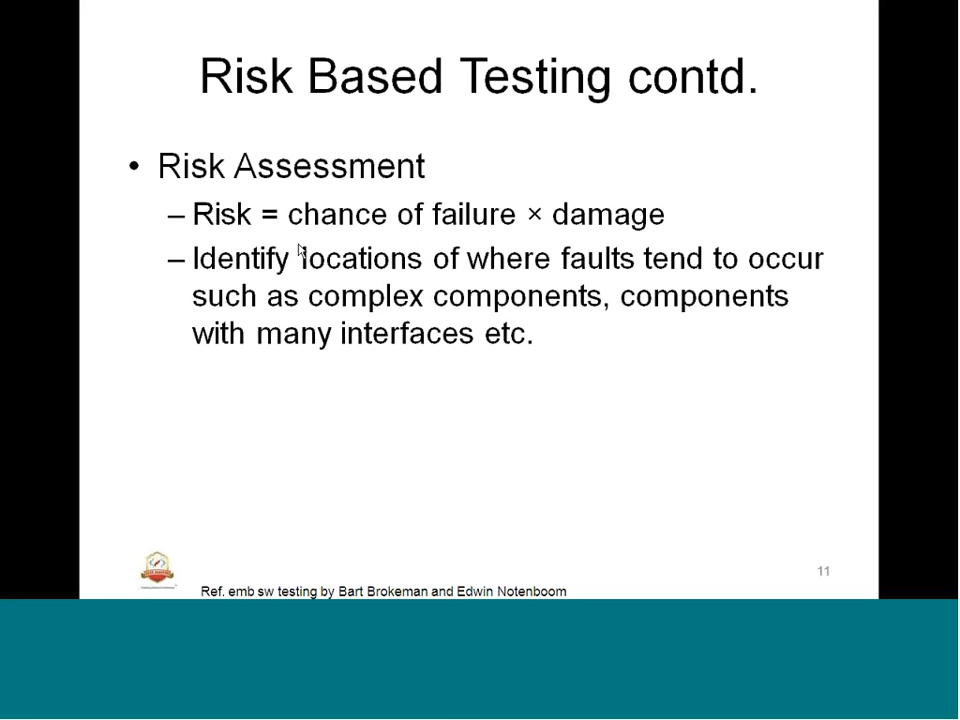 Risk Based Testing contd.
• Risk Assessment
– Risk = chance of failure × damage
– Identify locations of where faults tend to occur
such as complex components, components
with many interfaces etc.
11
Ref. emb sw testing by Bart Brokeman and Edwin Notenboom